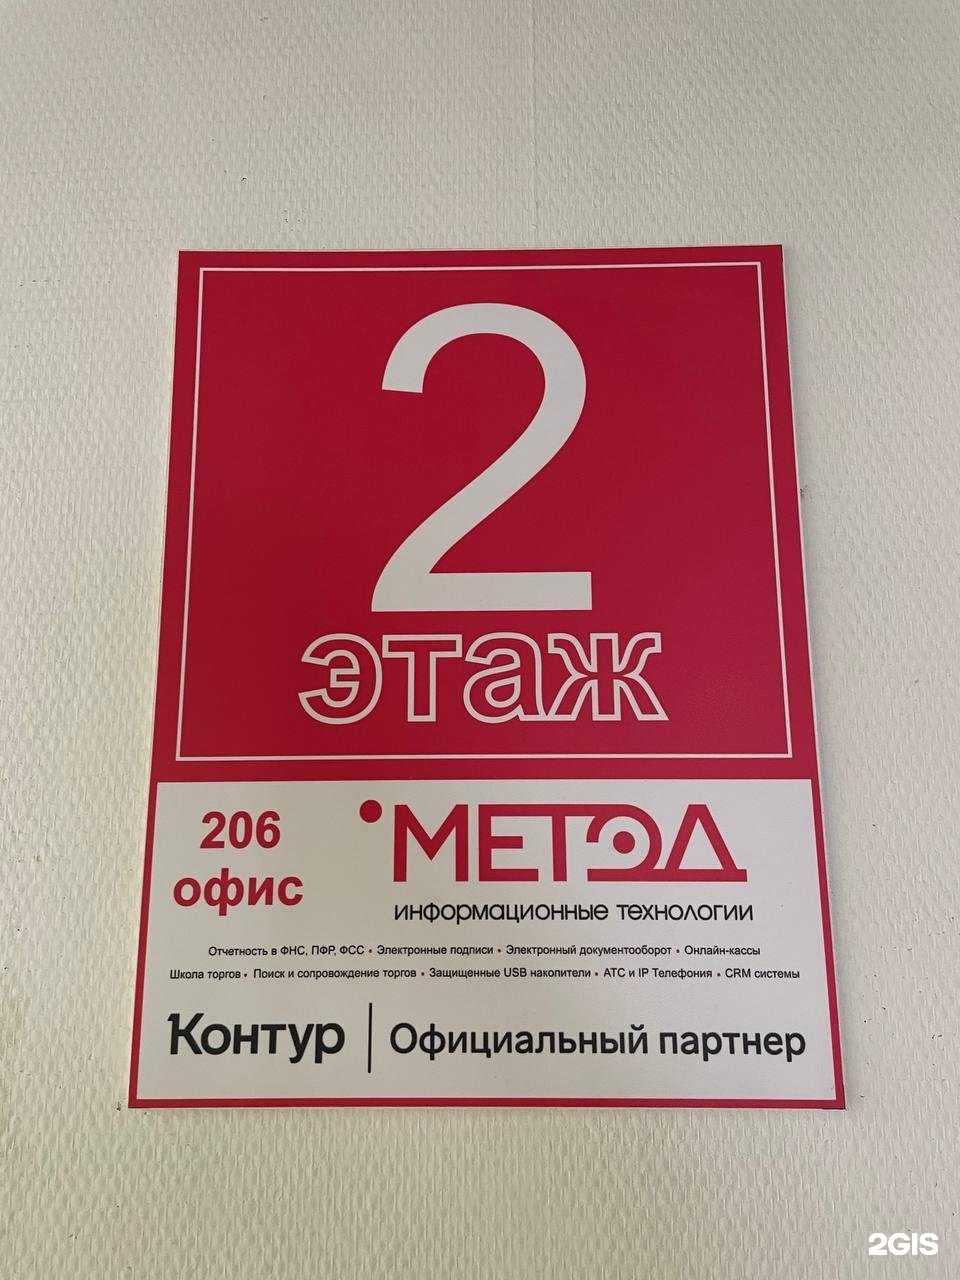 2
этаж
206
офис
МЕТОД
информационные технологии
Отчетность в ФНС, ПФР, ФСС • Электронные подписи • Электронный документооборот • Онлайн-кассы
Школа торгов • Поиск и сопровождение торгов • Защищенные USB накопители • АТС и IP Телефония • CRM системы
Контур | Официальный партнер
2GIS